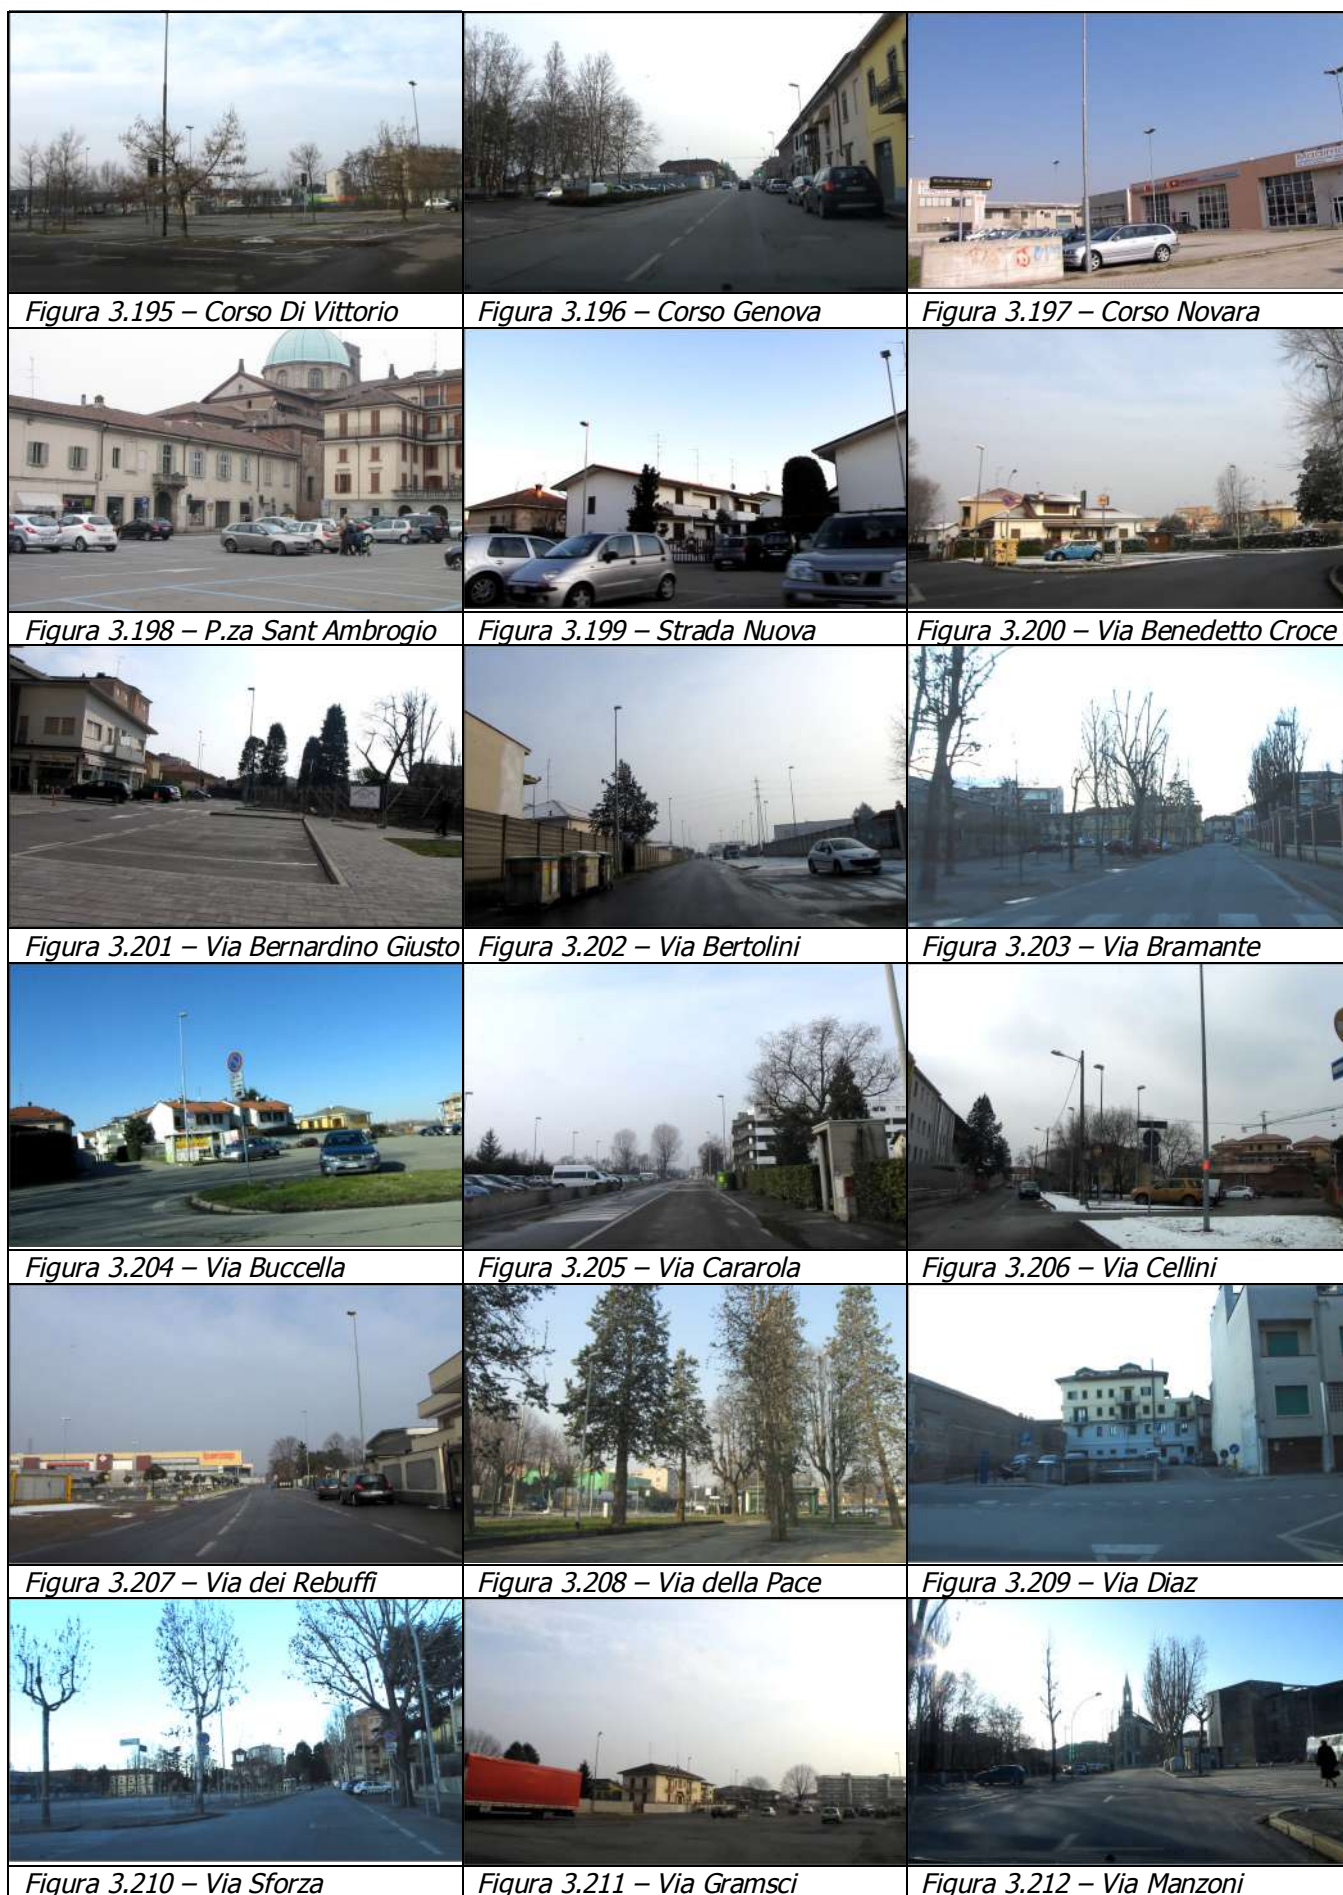 Figura 3.195 – Corso Di Vittorio
Figura 3.196 – Corso Genova
Figura 3.197 – Corso Novara
Figura 3.198 – P.za Sant Ambrogio
Figura 3.199 – Strada Nuova
Figura 3.200 – Via Benedetto Croce
Figura 3.201 – Via Bernardino Giusto
Figura 3.202 – Via Bertolini
Figura 3.203 – Via Bramante
Figura 3.204 – Via Buccella
Figura 3.205 – Via Cararola
Figura 3.206 – Via Cellini
Figura 3.207 – Via dei Rebuffi
Figura 3.208 – Via della Pace
Figura 3.209 – Via Diaz
Figura 3.210 – Via Sforza
Figura 3.211 – Via Gramsci
Figura 3.212 – Via Manzoni